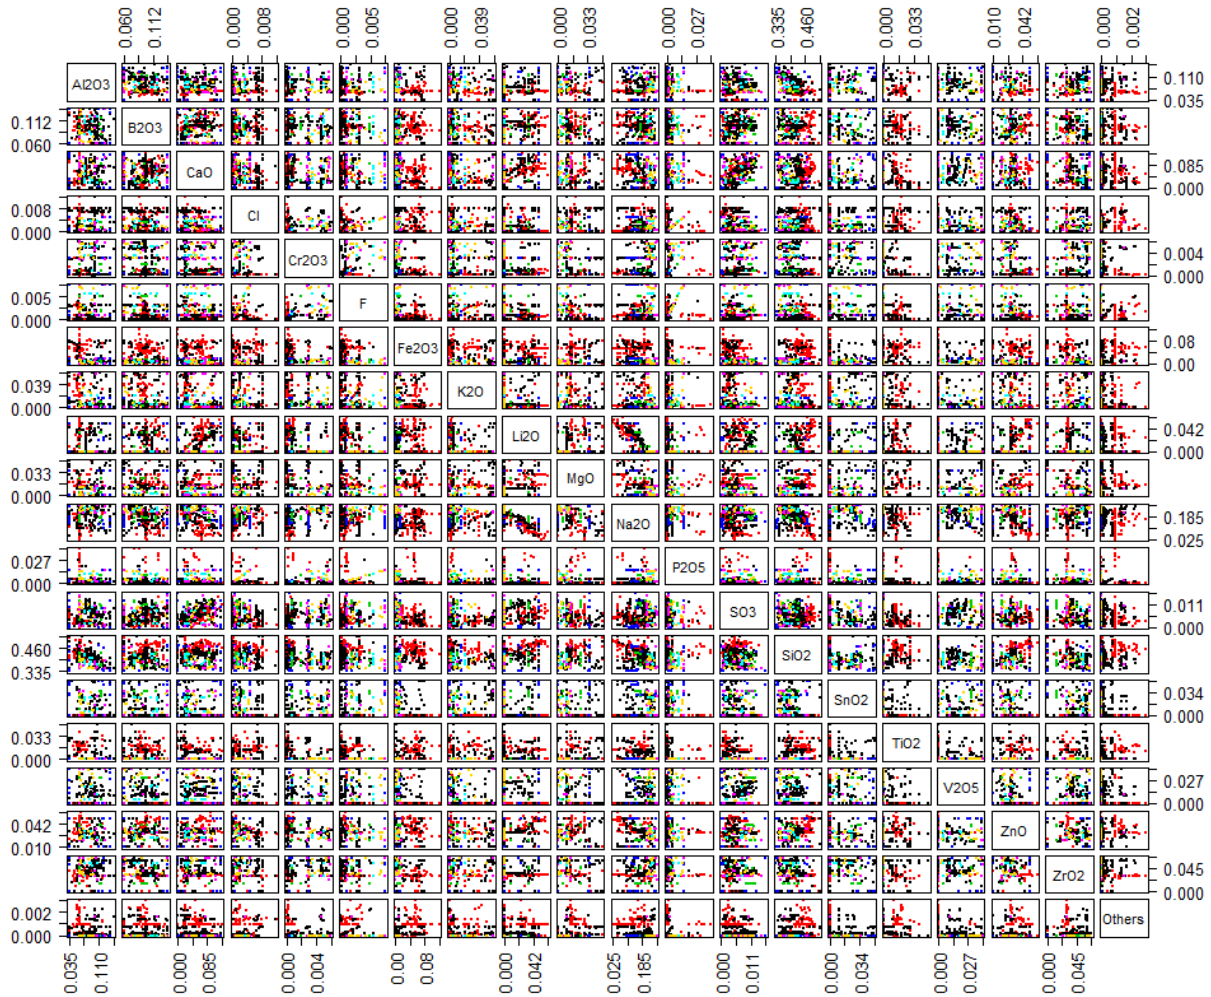 0.060 0.112 0.000 0.008 0.000 0.005 0.000 0.039 0.000 0.033 0.000 0.027 0.335 0.460 0.000 0.033 0.010 0.042 0.000 0.002
Al2O3 0.110 0.035
0.112 0.060 B2O3
CaO 0.085 0.000
0.008 0.000 Cl
Cr2O3 0.004 0.000
0.005 0.000 F
Fe2O3 0.08 0.00
0.039 0.000 K2O
Li2O 0.042 0.000
0.033 0.000 MgO
Na2O 0.185 0.025
0.027 0.000 P2O5
SO3 0.011 0.000
0.460 0.335 SiO2
SnO2 0.034 0.000
0.033 0.000 TiO2
V2O5 0.027 0.000
0.042 0.010 ZnO
ZrO2 0.045 0.000
0.002 0.000 Others
0.035 0.110 0.000 0.085 0.000 0.004 0.00 0.08 0.000 0.042 0.025 0.185 0.000 0.011 0.000 0.034 0.000 0.027 0.000 0.045